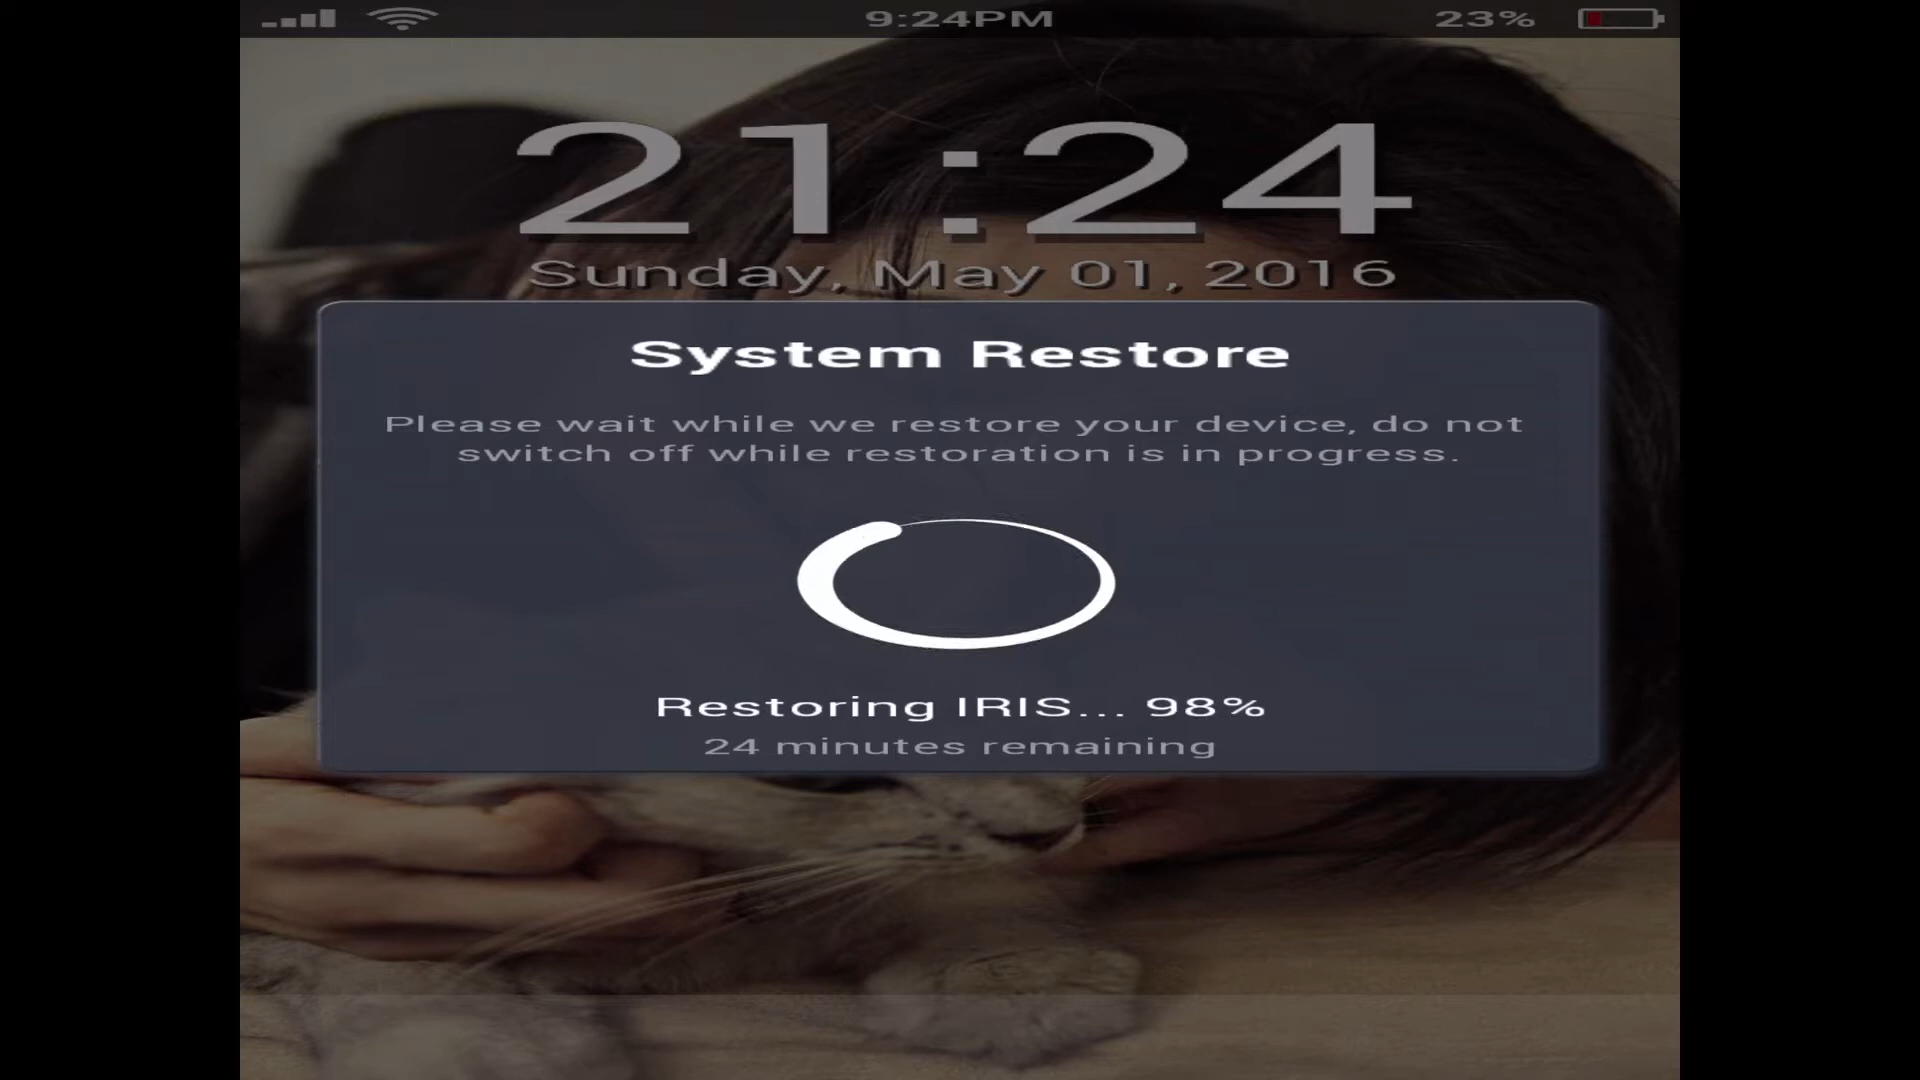 9:24PM 23%
21:24
Sunday, May 01, 2016
System Restore
Please wait while we restore your device, do not
switch off while restoration is in progress.
Restoring IRIS... 98%
24 minutes remaining